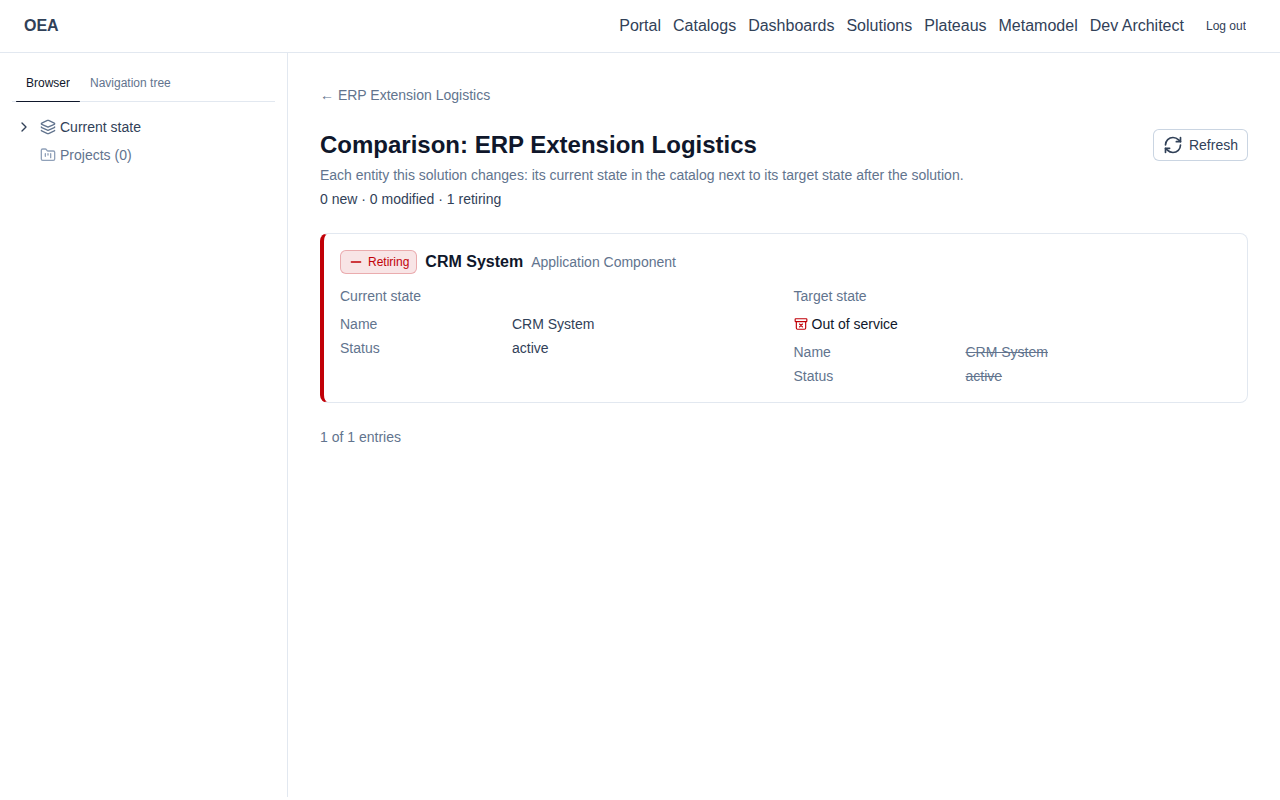 OEA
Portal Catalogs Dashboards Solutions Plateaus Metamodel Dev Architect Log out
Browser Navigation tree
Current state
Projects (0)
← ERP Extension Logistics
Comparison: ERP Extension Logistics
Refresh
Each entity this solution changes: its current state in the catalog next to its target state after the solution.
0 new · 0 modified · 1 retiring
Retiring CRM System Application Component
Current state
Name CRM System
Status active
Target state
Out of service
Name CRM System
Status active
1 of 1 entries